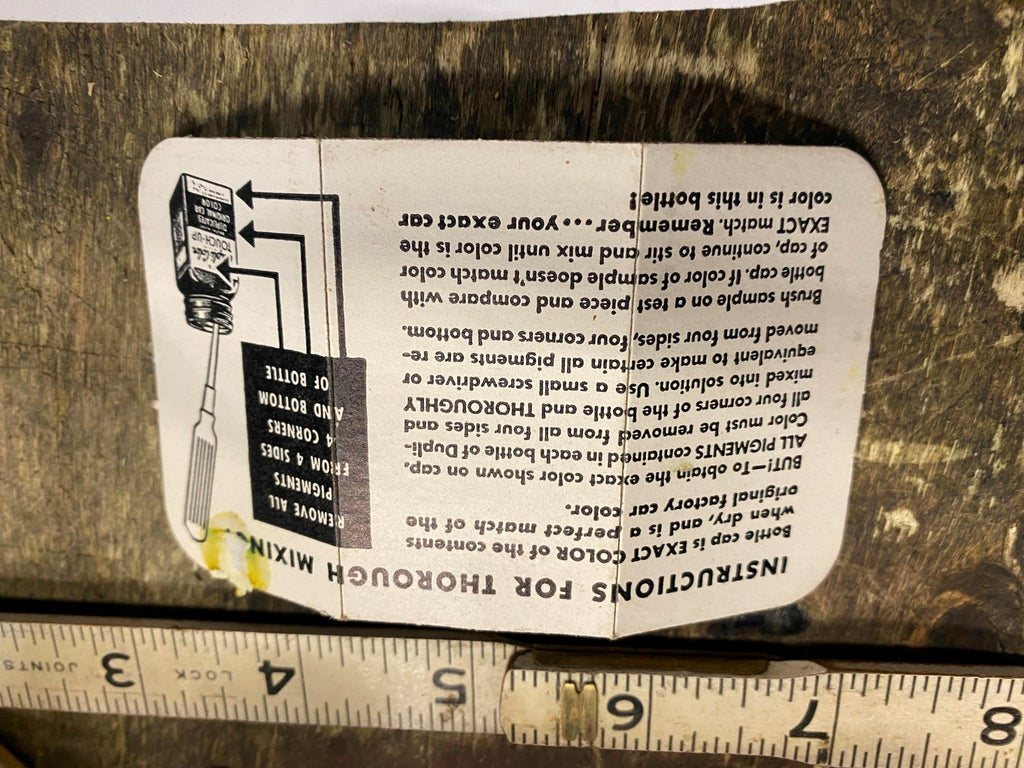 INSTRUCTIONS FOR THOROUGH MIXING
Bottle cap is EXACT COLOR of the contents
when dry, and is a perfect match of the
original factory car color.
BUT!—To obtain the exact color shown on cap,
ALL PIGMENTS contained in each bottle of Dupli-
Color must be removed from all sides and
all four corners of the bottle and THOROUGHLY
mixed into solution. Use a small screwdriver or
equivalent to make certain all pigments are re-
moved from four sides, four corners and bottom.
Brush sample on a test piece and compare with
bottle cap. If color of sample doesn't match color
of cap, continue to stir and mix until color is the
EXACT match. Remember...your exact car
color is in this bottle!
REMOVE ALL
PIGMENTS
FROM 4 SIDES
4 CORNERS
AND BOTTOM
OF BOTTLE
TOUCH-UP
DUPLICATES
ORIGINAL CAR
COLOR
JOINTS 3 LOCK 4 5 6 7 8